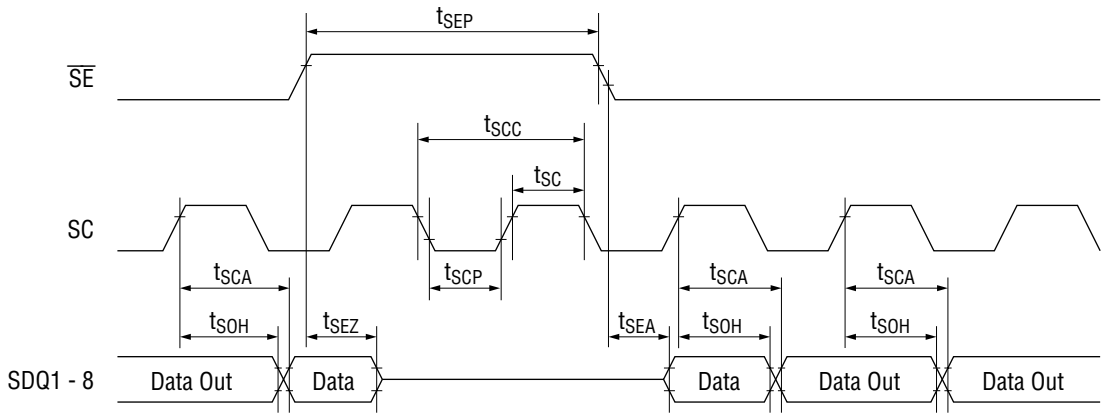 tSEP
SE
tSCC
tSC
SC
tSCA tSCP tSCA tSCA
tSOH tSEZ tSEA tSOH tSOH
SDQ1 - 8 Data Out Data Data Data Out Data Out